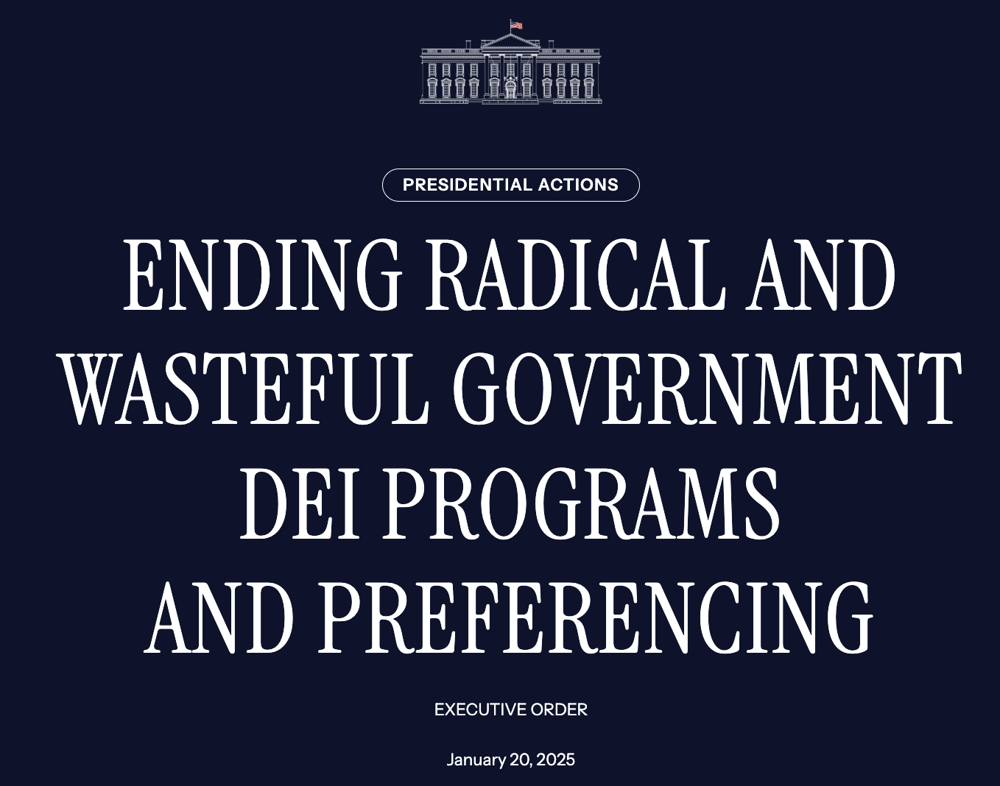 PRESIDENTIAL ACTIONS
ENDING RADICAL AND
WASTEFUL GOVERNMENT
DEI PROGRAMS
AND PREFERENCING
EXECUTIVE ORDER
January 20, 2025